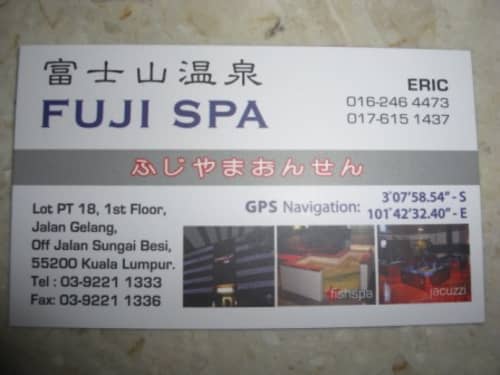 富士山温泉
FUJI SPA
ERIC
016-246 4473
017-615 1437
ふじやまおんせん
Lot PT 18, 1st Floor,
Jalan Gelang,
Off Jalan Sungai Besi,
55200 Kuala Lumpur.
Tel : 03-9221 1333
Fax: 03-9221 1336
GPS Navigation: 3°07'58.54" - S
101°42'32.40" - E
fishspa
jacuzzi